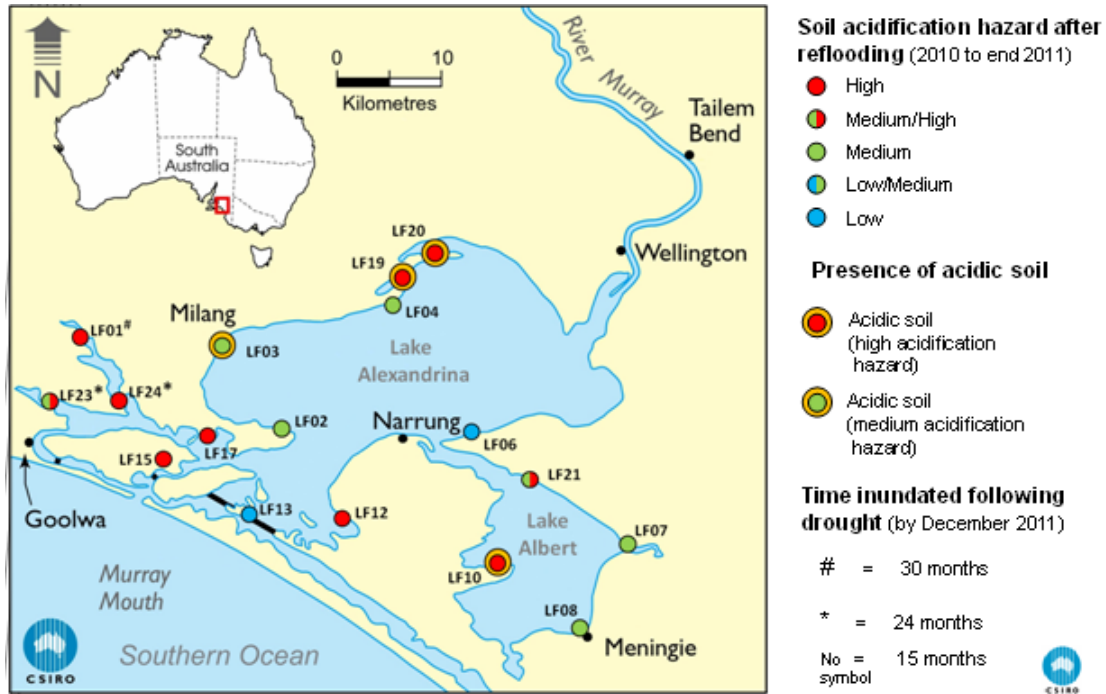 N
0 10
Kilometres
River Murray
Tailem
Bend
South
Australia
Wellington
LF20
LF19
LF04
Milang
LF03
Lake
Alexandrina
LF01#
LF23*
LF24*
LF02
Narrung
LF06
LF17
LF15
LF21
Goolwa
LF13
LF12
Lake
Albert
LF07
LF10
Murray
Mouth
LF08
Meningie
Southern Ocean
CSIRO
Soil acidification hazard after
reflooding (2010 to end 2011)
High
Medium/High
Medium
Low/Medium
Low
Presence of acidic soil
Acidic soil
(high acidification
hazard)
Acidic soil
(medium acidification
hazard)
Time inundated following
drought (by December 2011)
# = 30 months
* = 24 months
No = 15 months
symbol
CSIRO